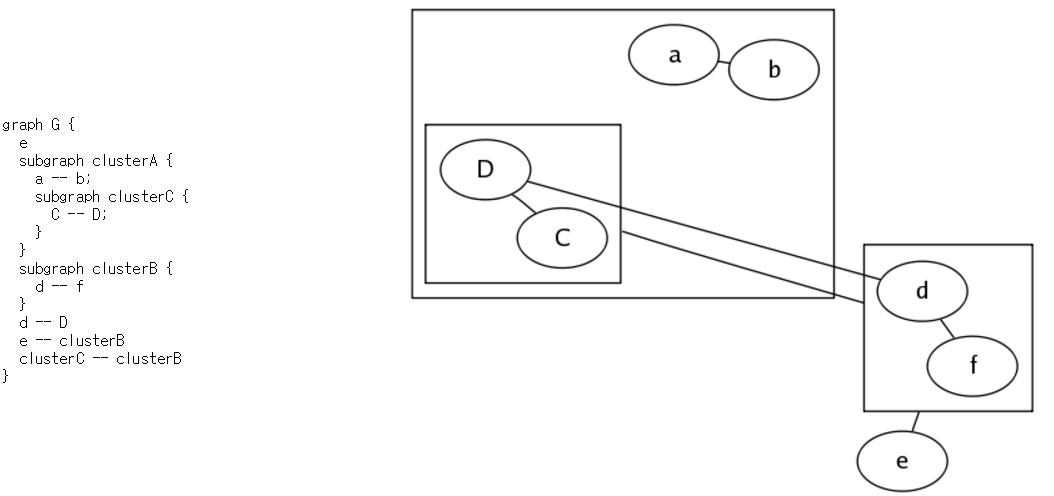 graph G {
  e
  subgraph clusterA {
    a -- b;
    subgraph clusterC {
      C -- D;
    }
  }
  subgraph clusterB {
    d -- f
  }
  d -- D
  e -- clusterB
  clusterC -- clusterB
}
a
b
D
C
d
f
e